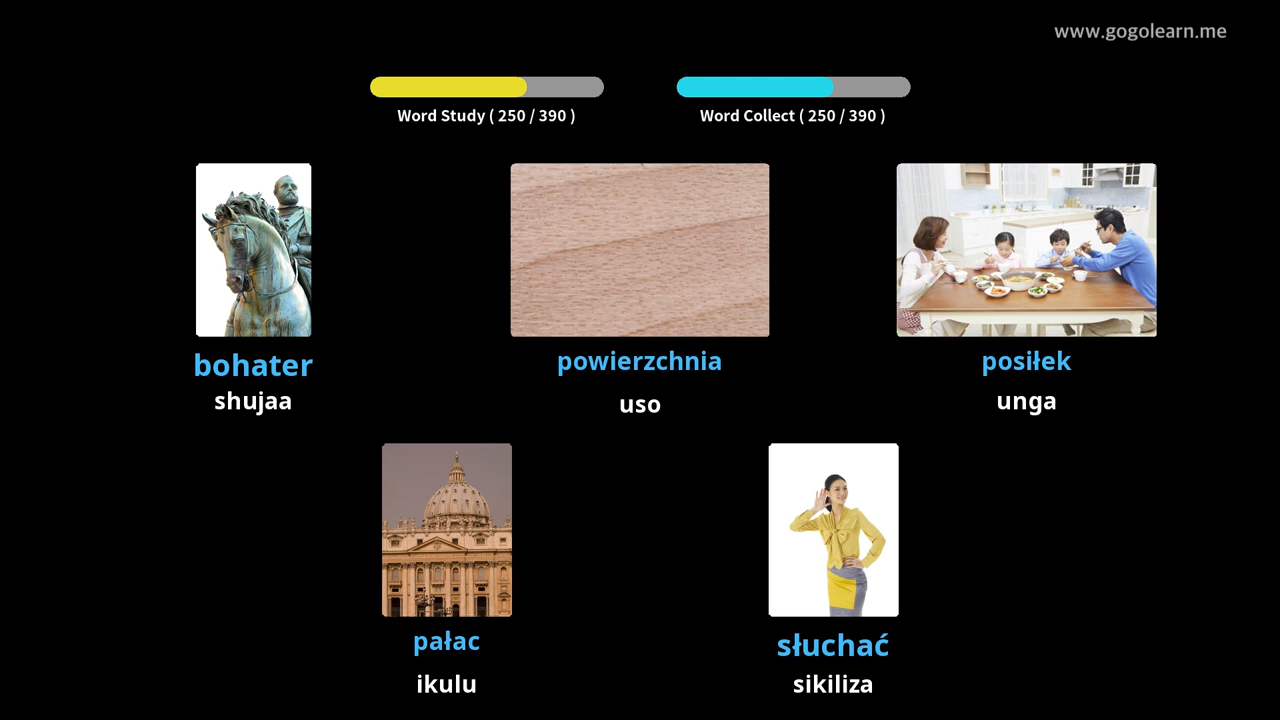 www.gogolearn.me
Word Study ( 250 / 390 )
Word Collect ( 250 / 390 )
bohater
shujaa
powierzchnia
uso
posiłek
unga
pałac
ikulu
słuchać
sikiliza